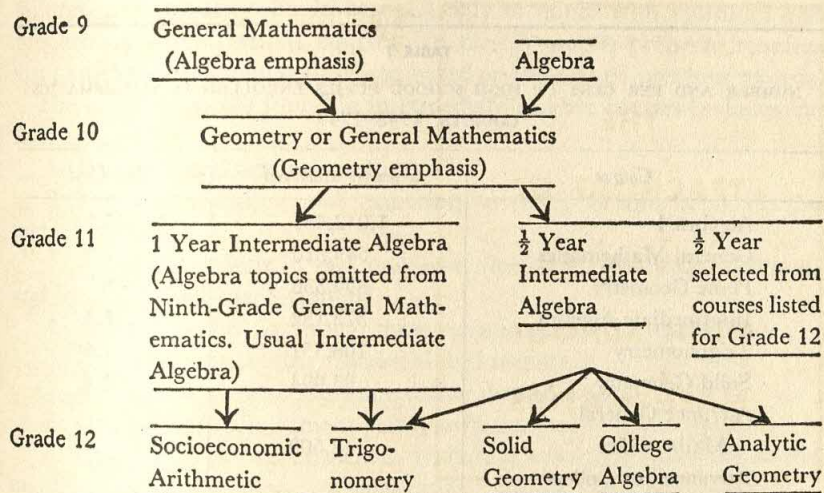 Grade 9
General Mathematics
(Algebra emphasis)
Algebra
Grade 10
Geometry or General Mathematics
(Geometry emphasis)
Grade 11
1 Year Intermediate Algebra
(Algebra topics omitted from
Ninth-Grade General Math-
ematics. Usual Intermediate
Algebra)
½ Year
Intermediate
Algebra
½ Year
selected from
courses listed
for Grade 12
Grade 12
Socioeconomic
Arithmetic
Trigo-
nometry
Solid
Geometry
College
Algebra
Analytic
Geometry